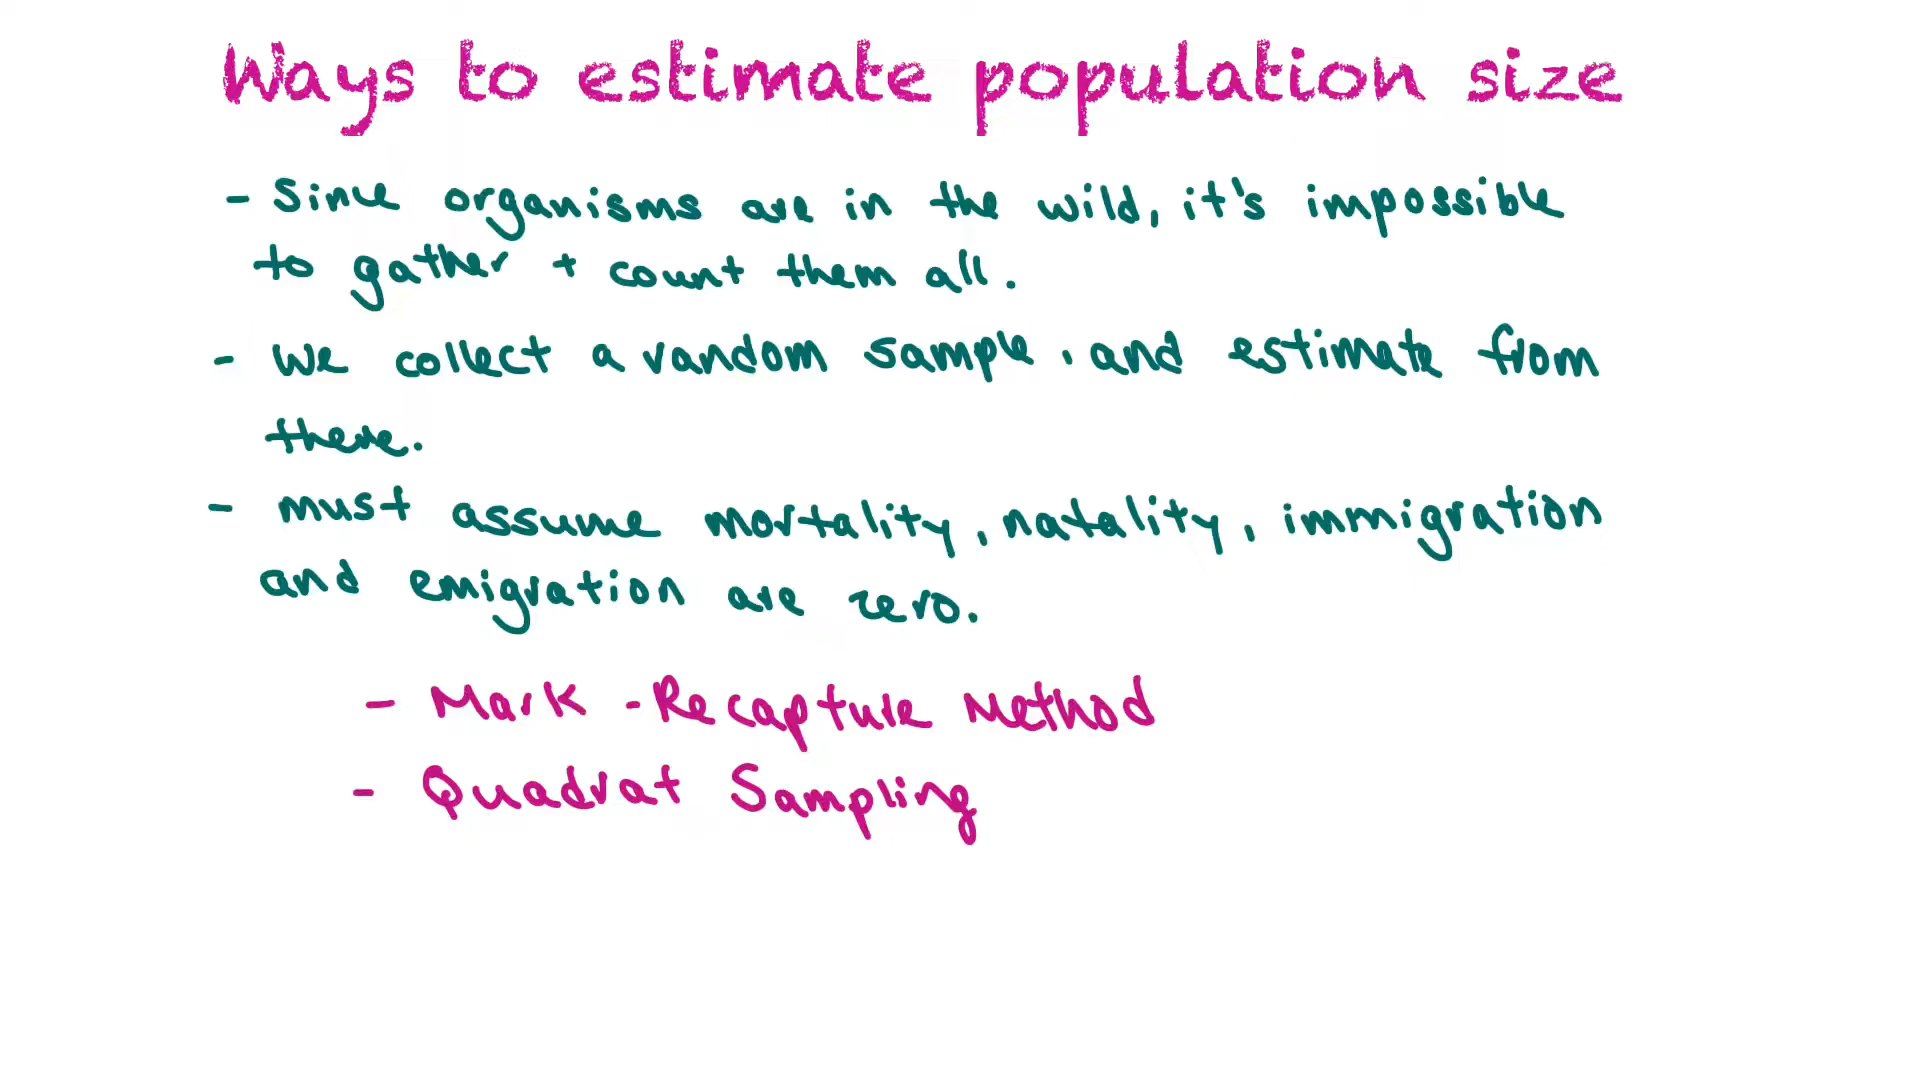 Ways to estimate population size
- Since organisms are in the wild, it's impossible
to gather + count them all.
- We collect a random sample, and estimate from
there.
- must assume mortality, natality, immigration
and emigration are zero.
- Mark - Recapture Method
- Quadrat Sampling